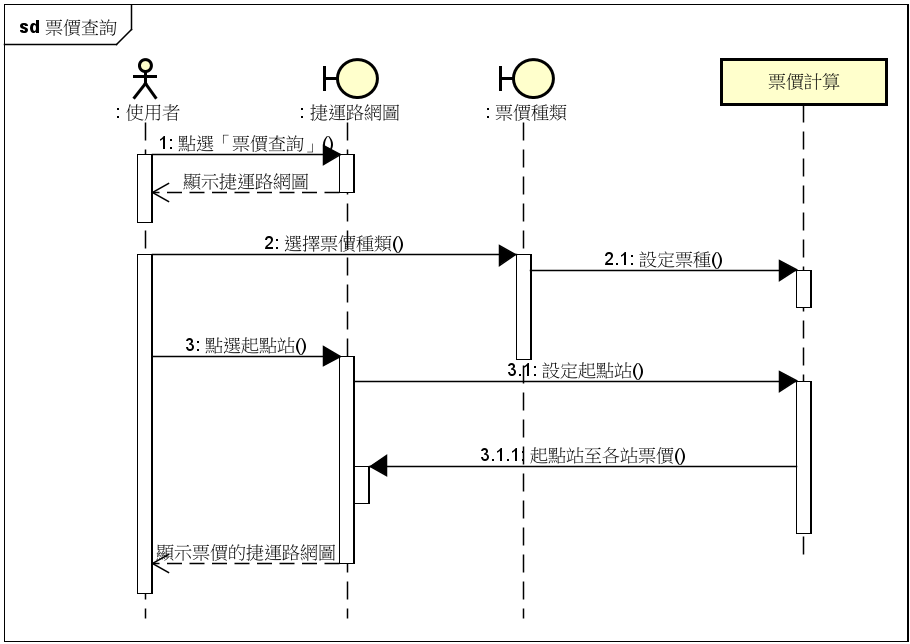 sd 票價查詢
: 使用者
: 捷運路網圖
: 票價種類
票價計算
1: 點選「票價查詢」()
顯示捷運路網圖
2: 選擇票價種類()
2.1: 設定票種()
3: 點選起點站()
3.1: 設定起點站()
3.1.1: 起點站至各站票價()
顯示票價的捷運路網圖